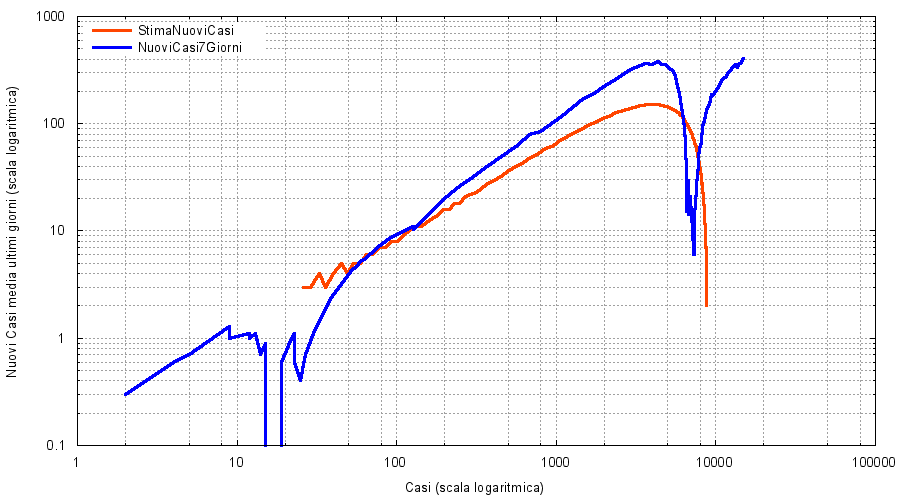 1000
StimaNuoviCasi
NuoviCasi7Giorni
100
10
1
0.1
Nuovi Casi media ultimi giorni (scala logaritmica)
1 10 100 1000 10000 100000
Casi (scala logaritmica)